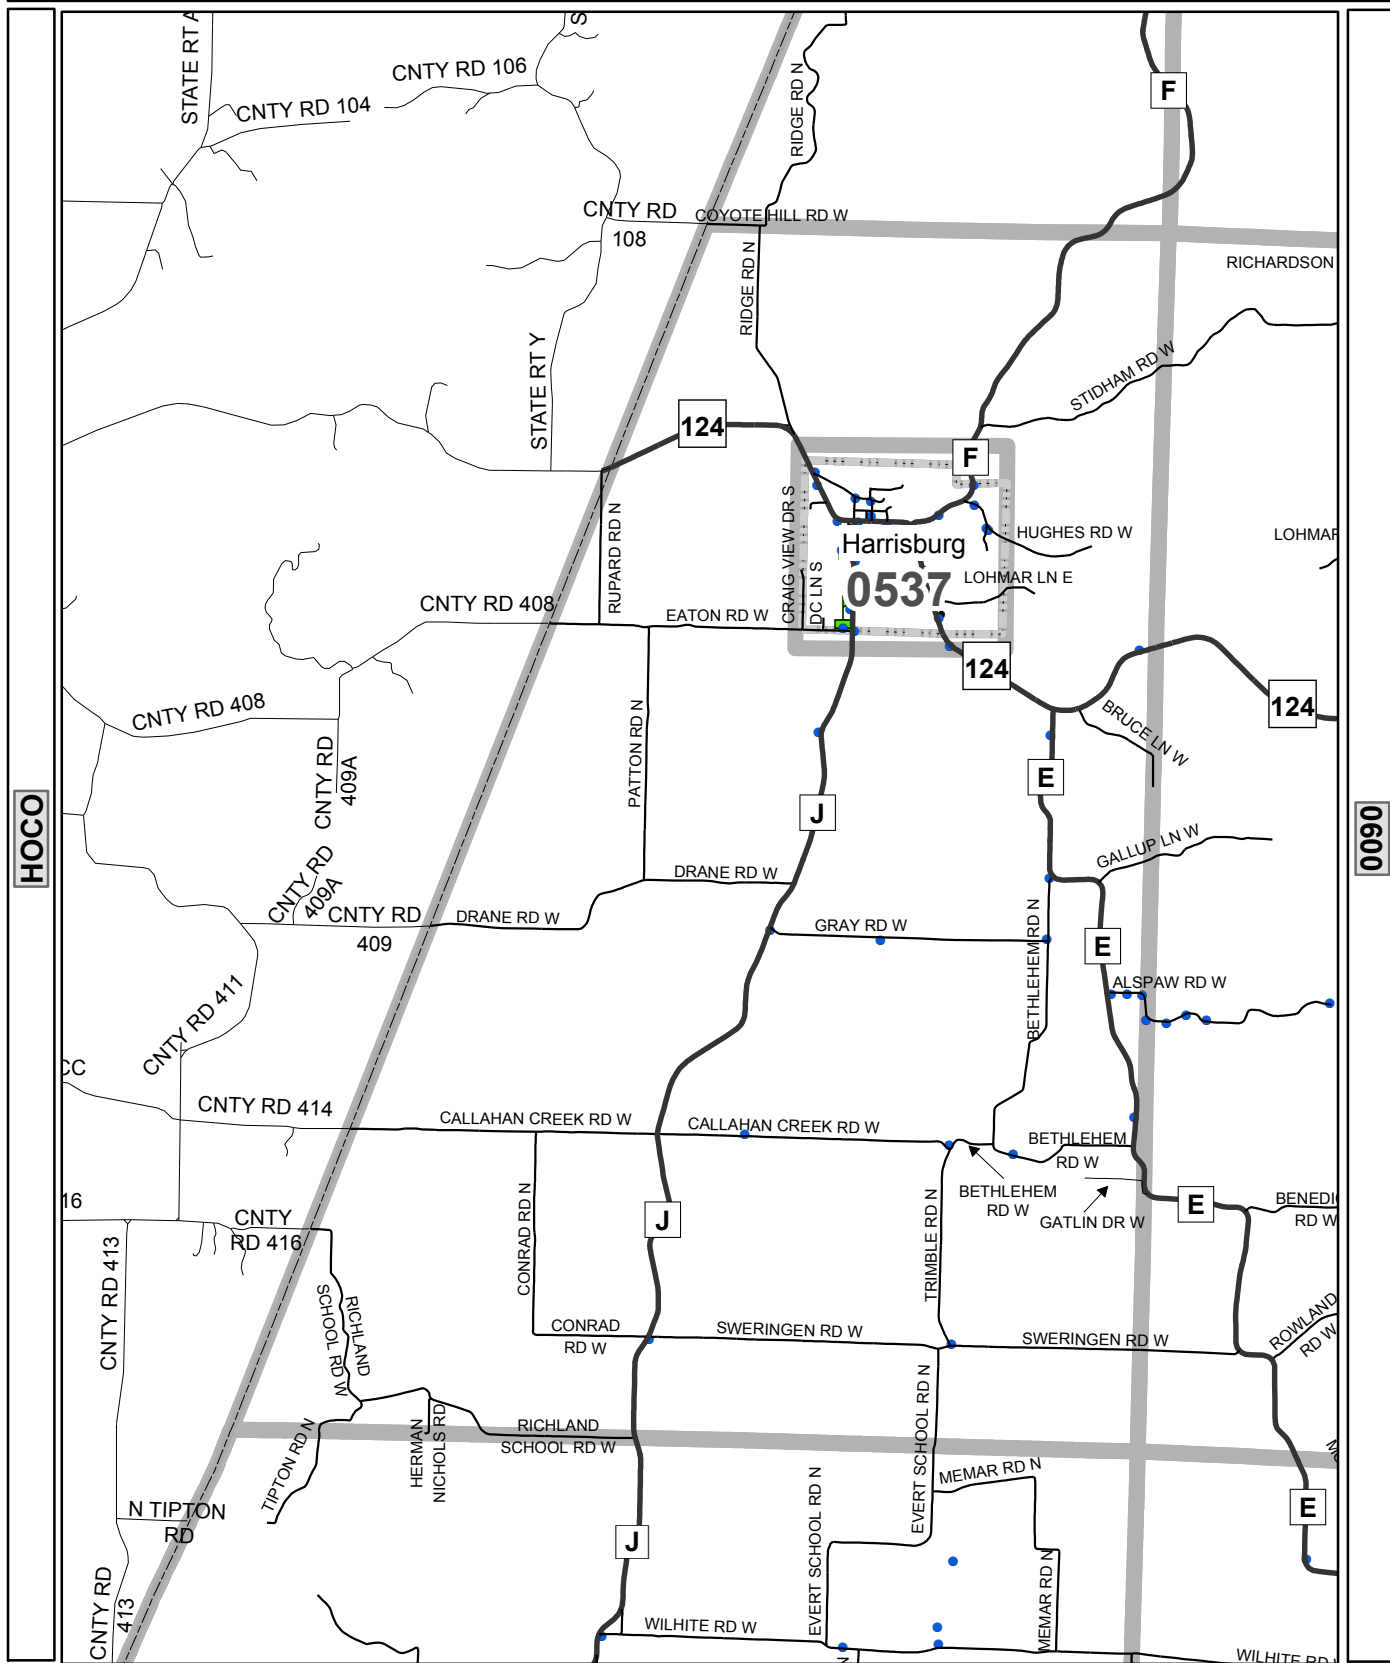 STATE RT A
CNTY RD 106
CNTY RD 104
S
RIDGE RD N
F
CNTY RD
108
COYOTE HILL RD W
RIDGE RD N
RICHARDSON
STATE RT Y
STIDHAM RD W
124
F
RUPARD RD N
CRAIG VIEW DR S
DC LN S
Harrisburg
0537
HUGHES RD W
LOHMAR LN E
LOHMAR
CNTY RD 408
EATON RD W
124
124
CNTY RD 408
CNTY RD
409A
PATTON RD N
BRUCE LN W
E
J
HOCO
0090
GALLUP LN W
CNTY RD
409A
DRANE RD W
CNTY RD
409
DRANE RD W
GRAY RD W
BETHLEHEM RD N
E
CNTY RD 411
ALSPAW RD W
CC
CNTY RD 414
CALLAHAN CREEK RD W
CALLAHAN CREEK RD W
BETHLEHEM
RD W
BETHLEHEM
RD W
GATLIN DR W
16
CNTY
RD 416
CONRAD RD N
J
TRIMBLE RD N
E
BENEDI
RD W
CNTY RD 413
RICHLAND
SCHOOL RD W
CONRAD
RD W
SWERINGEN RD W
SWERINGEN RD W
ROWLAND
RD W
TIPTON RD N
HERMAN
NICHOLS RD
RICHLAND
SCHOOL RD W
EVERT SCHOOL RD N
MEMAR RD N
N TIPTON
RD
J
EVERT SCHOOL RD N
E
CNTY RD
413
WILHITE RD W
MEMAR RD N
WILHITE RD
N